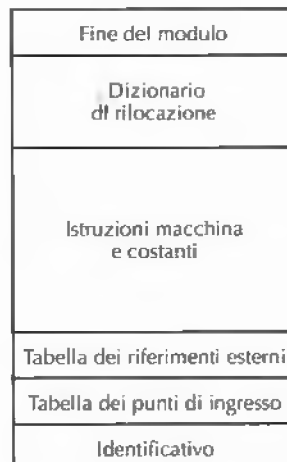 Fine del modulo
Dizionario
di rilocazione
Istruzioni macchina
e costanti
Tabella dei riferimenti esterni
Tabella dei punti di ingresso
Identificativo